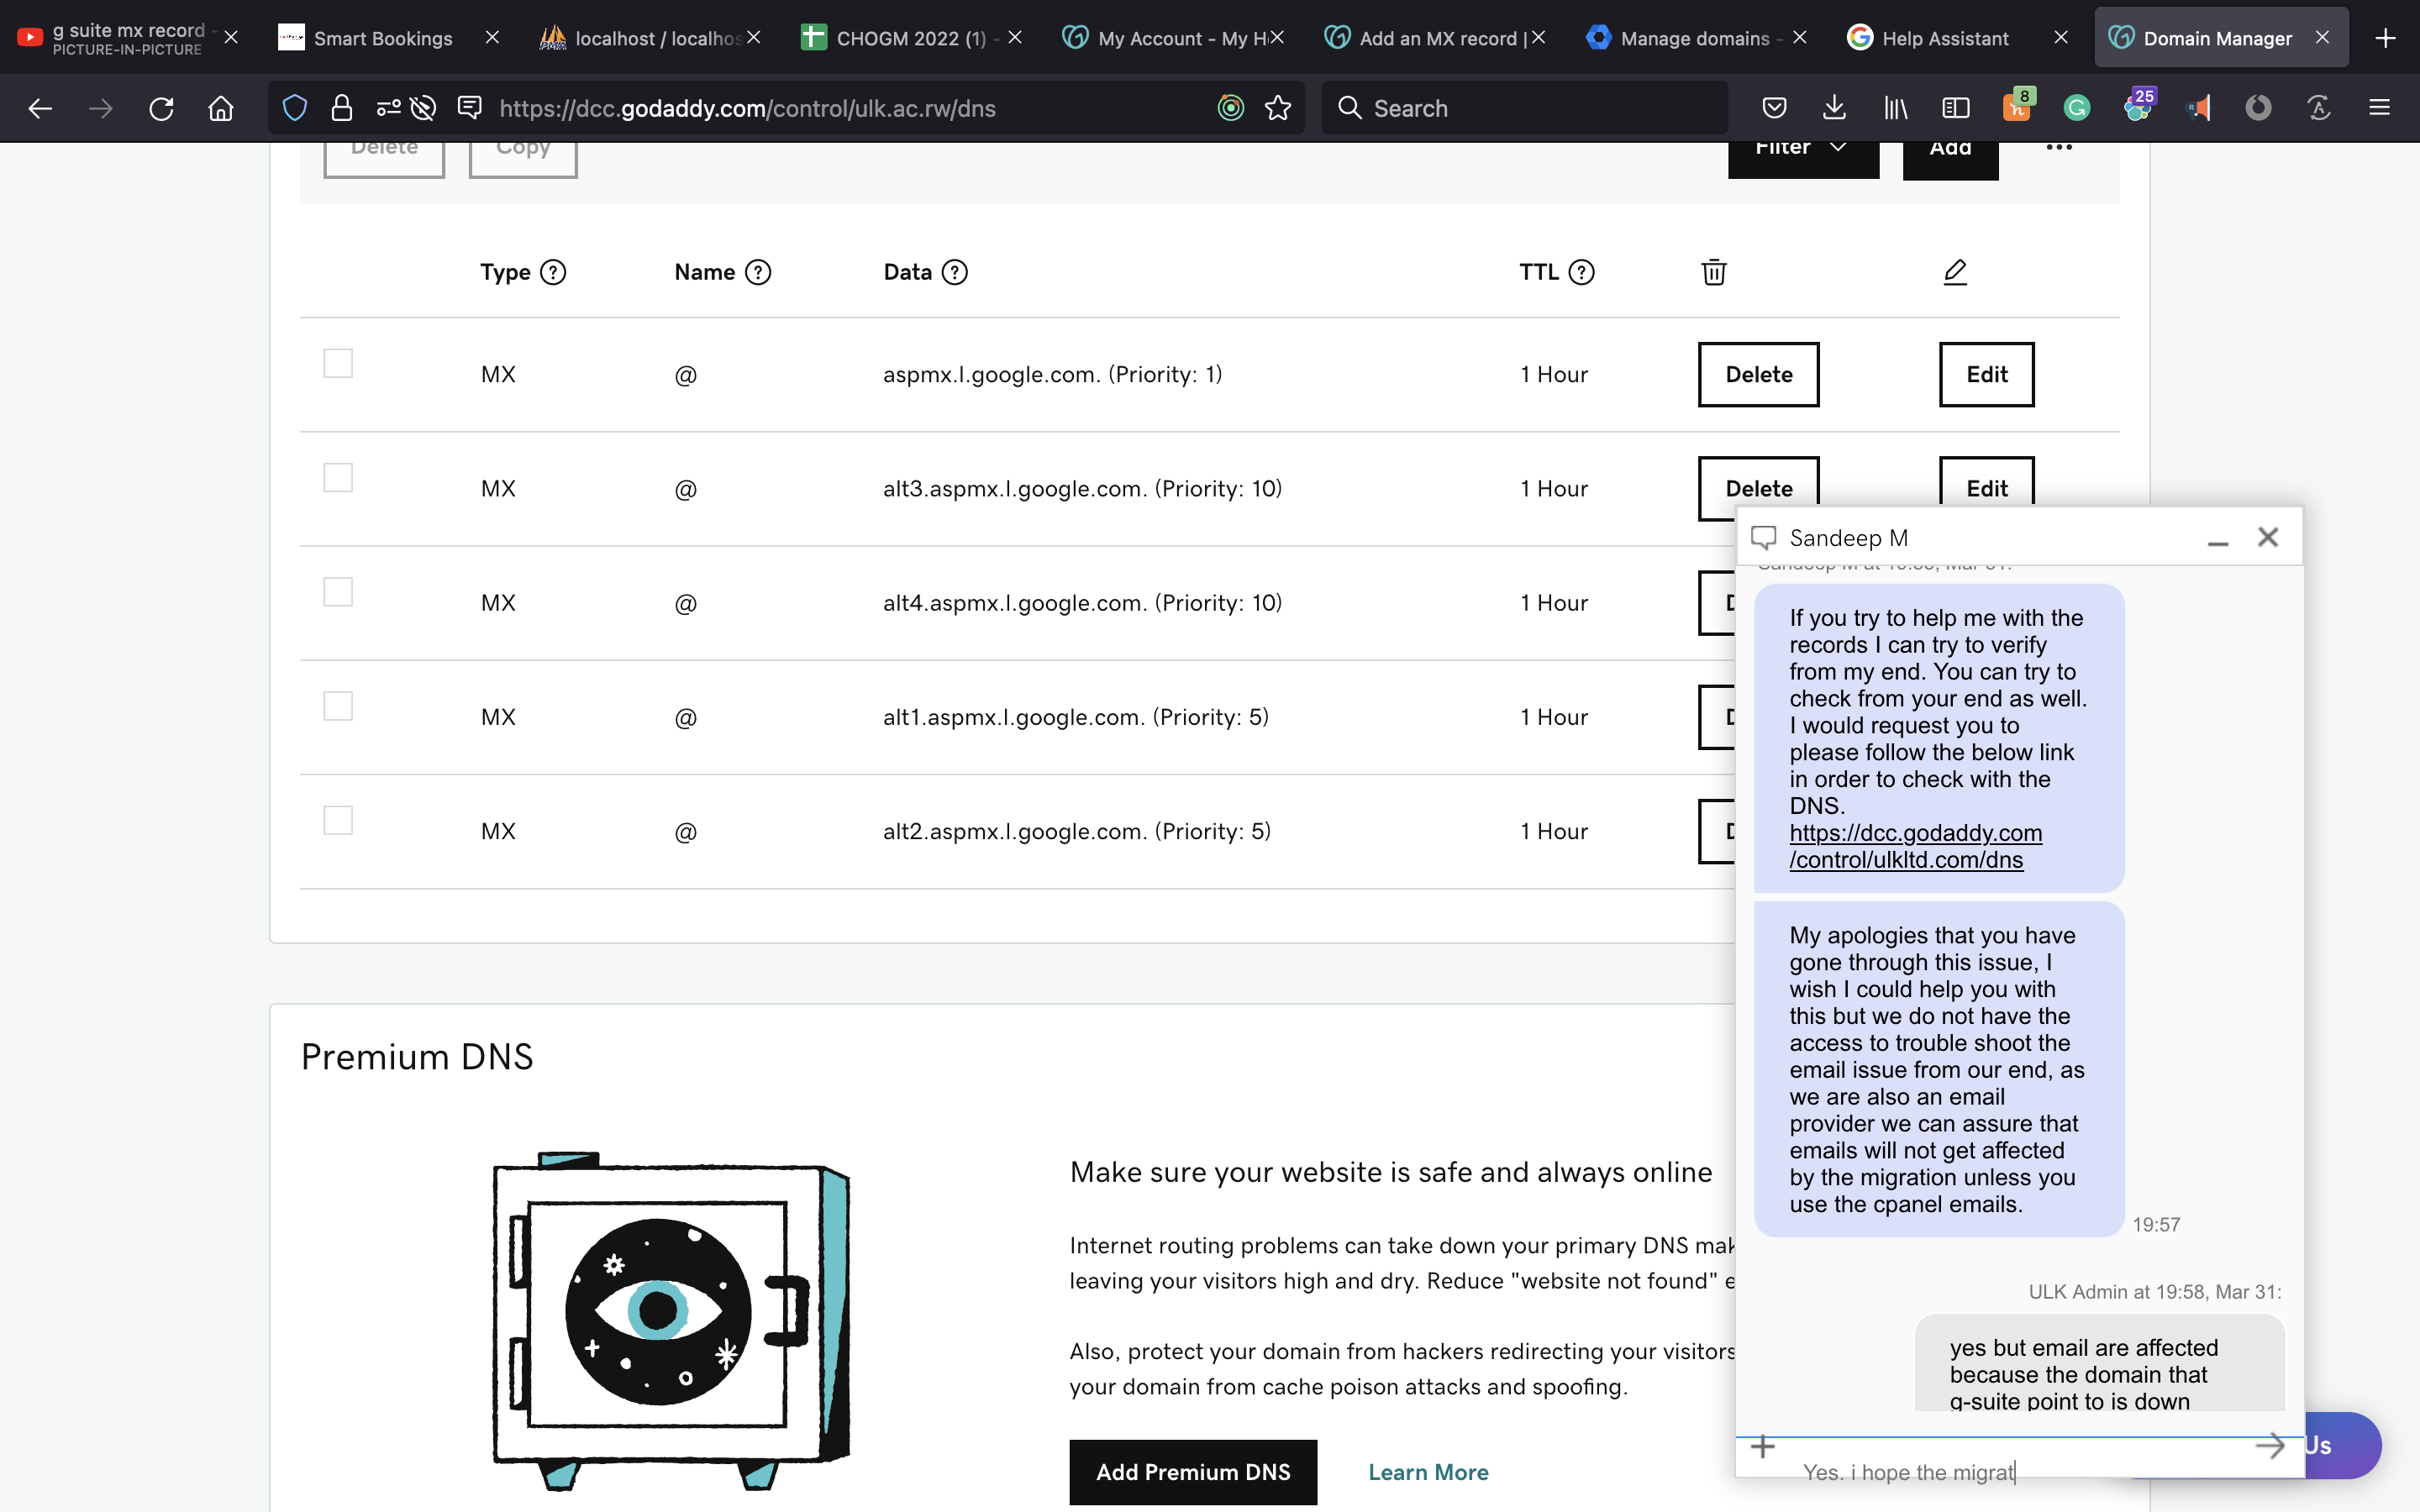 g suite mx record -
PICTURE-IN-PICTURE
Smart Bookings
localhost / localhos
CHOGM 2022 (1) -
My Account - My H
Add an MX record |
Manage domains -
Help Assistant
Domain Manager
https://dcc.godaddy.com/control/ulk.ac.rw/dns
Search
8
25
Delete
Copy
Filter
Add
Type
Name
Data
TTL
MX @ aspmx.l.google.com. (Priority: 1) 1 Hour Delete Edit
MX @ alt3.aspmx.l.google.com. (Priority: 10) 1 Hour Delete Edit
MX @ alt4.aspmx.l.google.com. (Priority: 10) 1 Hour
MX @ alt1.aspmx.l.google.com. (Priority: 5) 1 Hour
MX @ alt2.aspmx.l.google.com. (Priority: 5) 1 Hour
Premium DNS
Make sure your website is safe and always online
Internet routing problems can take down your primary DNS mak
leaving your visitors high and dry. Reduce "website not found" e
Also, protect your domain from hackers redirecting your visitors
your domain from cache poison attacks and spoofing.
Add Premium DNS
Learn More
Sandeep M
Sandeep M at
If you try to help me with the
records I can try to verify
from my end. You can try to
check from your end as well.
I would request you to
please follow the below link
in order to check with the
DNS.
https://dcc.godaddy.com
/control/ulkltd.com/dns
My apologies that you have
gone through this issue, I
wish I could help you with
this but we do not have the
access to trouble shoot the
email issue from our end, as
we are also an email
provider we can assure that
emails will not get affected
by the migration unless you
use the cpanel emails.
19:57
ULK Admin at 19:58, Mar 31:
yes but email are affected
because the domain that
g-suite point to is down
Yes. i hope the migrat
Us